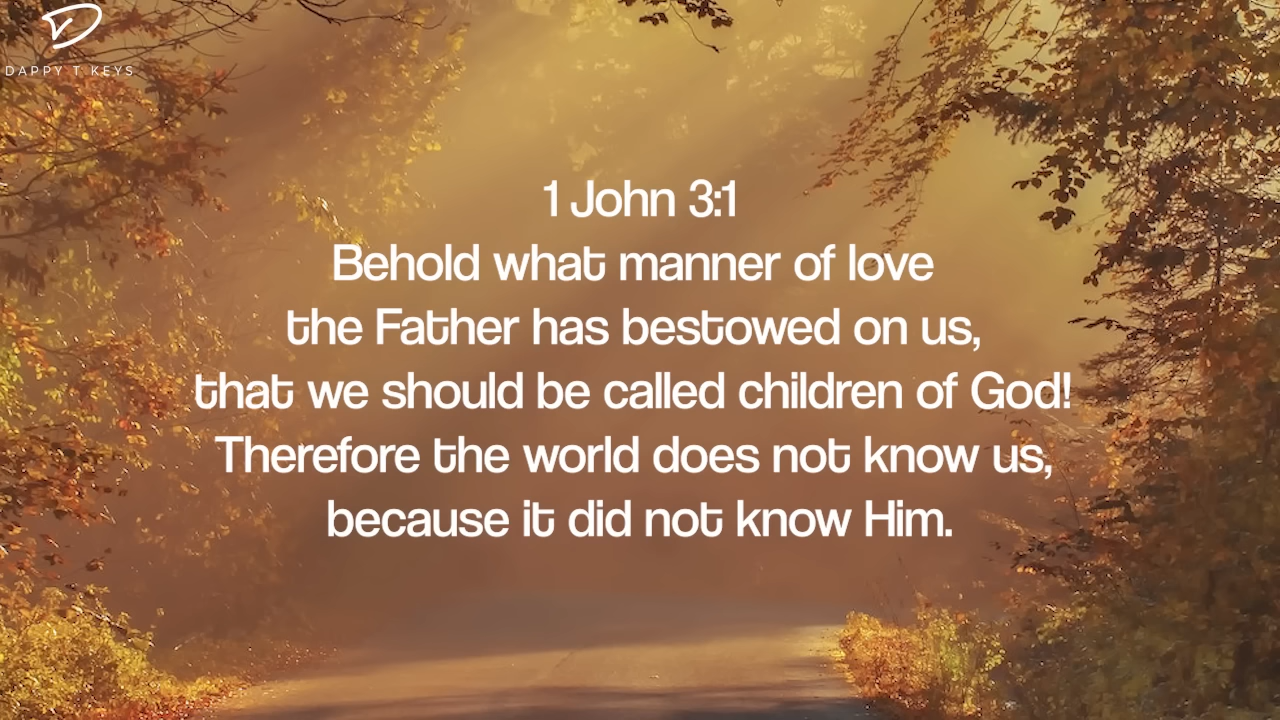 DAPPY T KEYS
1 John 3:1
Behold what manner of love
the Father has bestowed on us,
that we should be called children of God!
Therefore the world does not know us,
because it did not know Him.